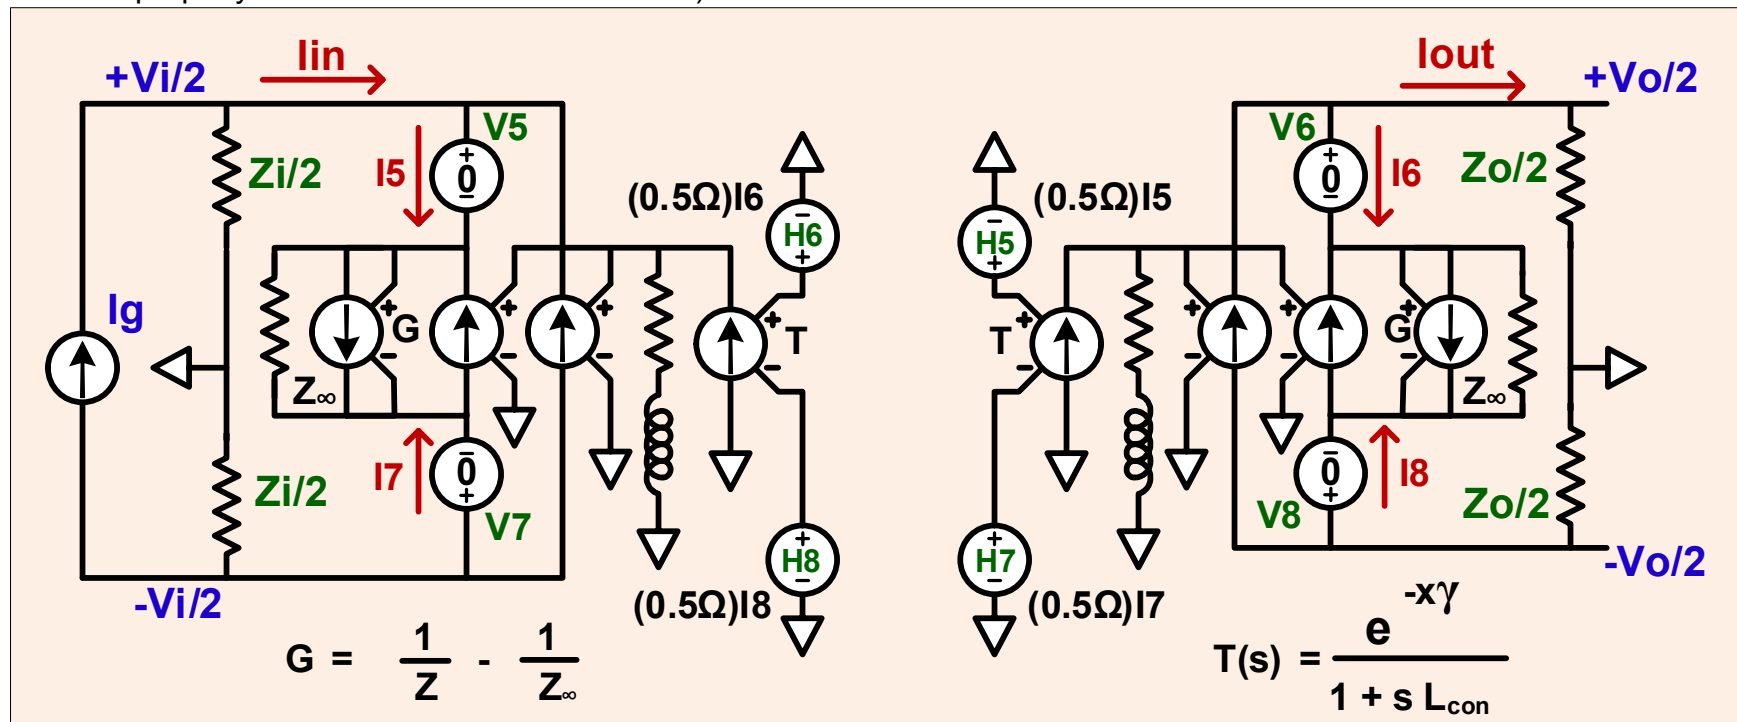 Iin
Iout
+Vi/2
+Vo/2
V5
V6
I5
I6
+
0
-
+
0
-
Zi/2
Zo/2
(0.5Ω)I6
(0.5Ω)I5
-
H6
+
-
H5
+
Ig
G
T
T
G
+
-
+
-
+
-
+
-
+
-
+
-
+
-
+
-
Z∞
Z∞
I7
I8
-
0
+
-
0
+
Zi/2
V7
V8
Zo/2
+
H8
-
+
H7
-
-Vi/2
(0.5Ω)I8
(0.5Ω)I7
-Vo/2
G = 1/Z - 1/Z∞
T(s) = e^-xγ / 1 + s Lcon